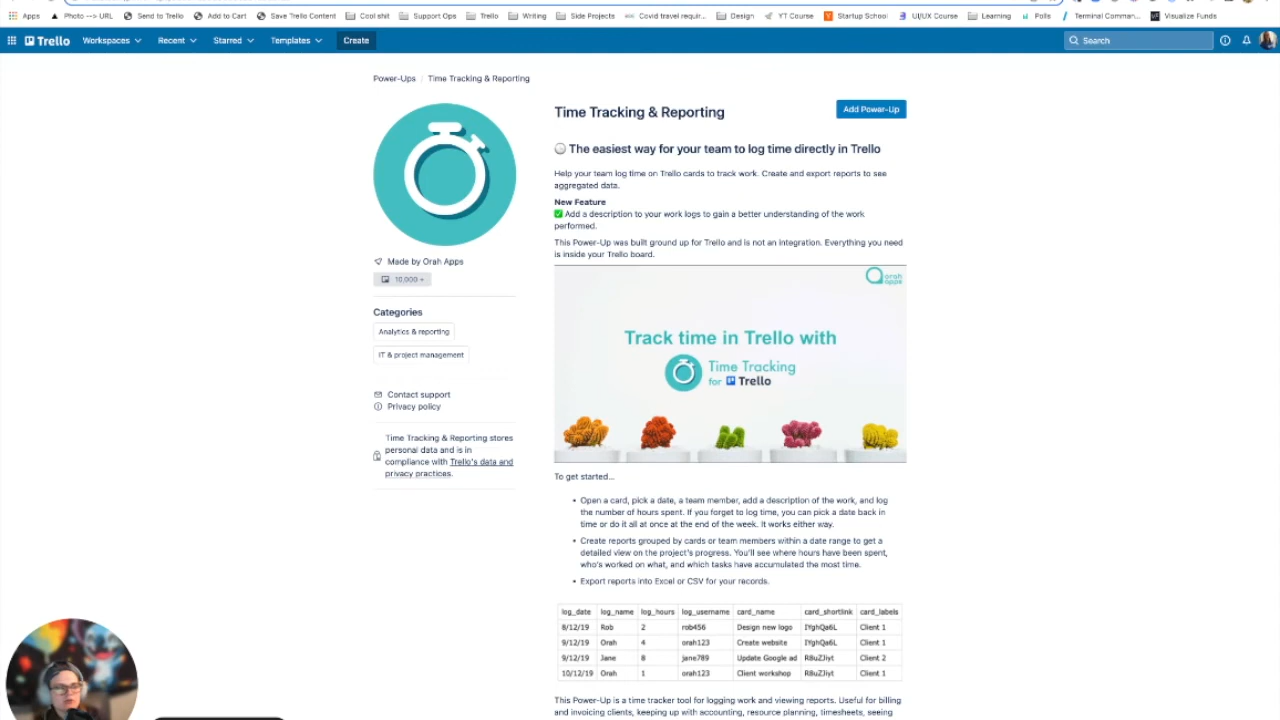 Apps
Photo --> URL
Send to Trello
Add to Cart
Save Trello Content
Cool shit
Support Ops
Trello
Writing
Side Projects
Covid travel requir...
Design
YT Course
Startup School
UI/UX Course
Learning
Polls
Terminal Comman...
Visualize Funds
Trello
Workspaces
Recent
Starred
Templates
Create
Search
Power-Ups / Time Tracking & Reporting
Made by Orah Apps
10,000 +
Categories
Analytics & reporting
IT & project management
Contact support
Privacy policy
Time Tracking & Reporting stores
personal data and is in
compliance with Trello's data and
privacy practices.
Time Tracking & Reporting
Add Power-Up
The easiest way for your team to log time directly in Trello
Help your team log time on Trello cards to track work. Create and export reports to see
aggregated data.
New Feature
✅ Add a description to your work logs to gain a better understanding of the work
performed.
This Power-Up was built ground up for Trello and is not an integration. Everything you need
is inside your Trello board.
orah
apps
Track time in Trello with
Time Tracking
for Trello
To get started...
• Open a card, pick a date, a team member, add a description of the work, and log
the number of hours spent. If you forget to log time, you can pick a date back in
time or do it all at once at the end of the week. It works either way.
• Create reports grouped by cards or team members within a date range to get a
detailed view on the project's progress. You'll see where hours have been spent,
who's worked on what, and which tasks have accumulated the most time.
• Export reports into Excel or CSV for your records.
log_date log_name log_hours log_username card_name card_shortlink card_labels
8/12/19 Rob 2 rob456 Design new logo IYghQa6L Client 1
9/12/19 Orah 4 orah123 Create website IYghQa6L Client 1
9/12/19 Jane 8 jane789 Update Google ad R8uZJiyt Client 2
10/12/19 Orah 1 orah123 Client workshop R8uZJiyt Client 1
This Power-Up is a time tracker tool for logging work and viewing reports. Useful for billing
and invoicing clients, keeping up with accounting, resource planning, timesheets, seeing